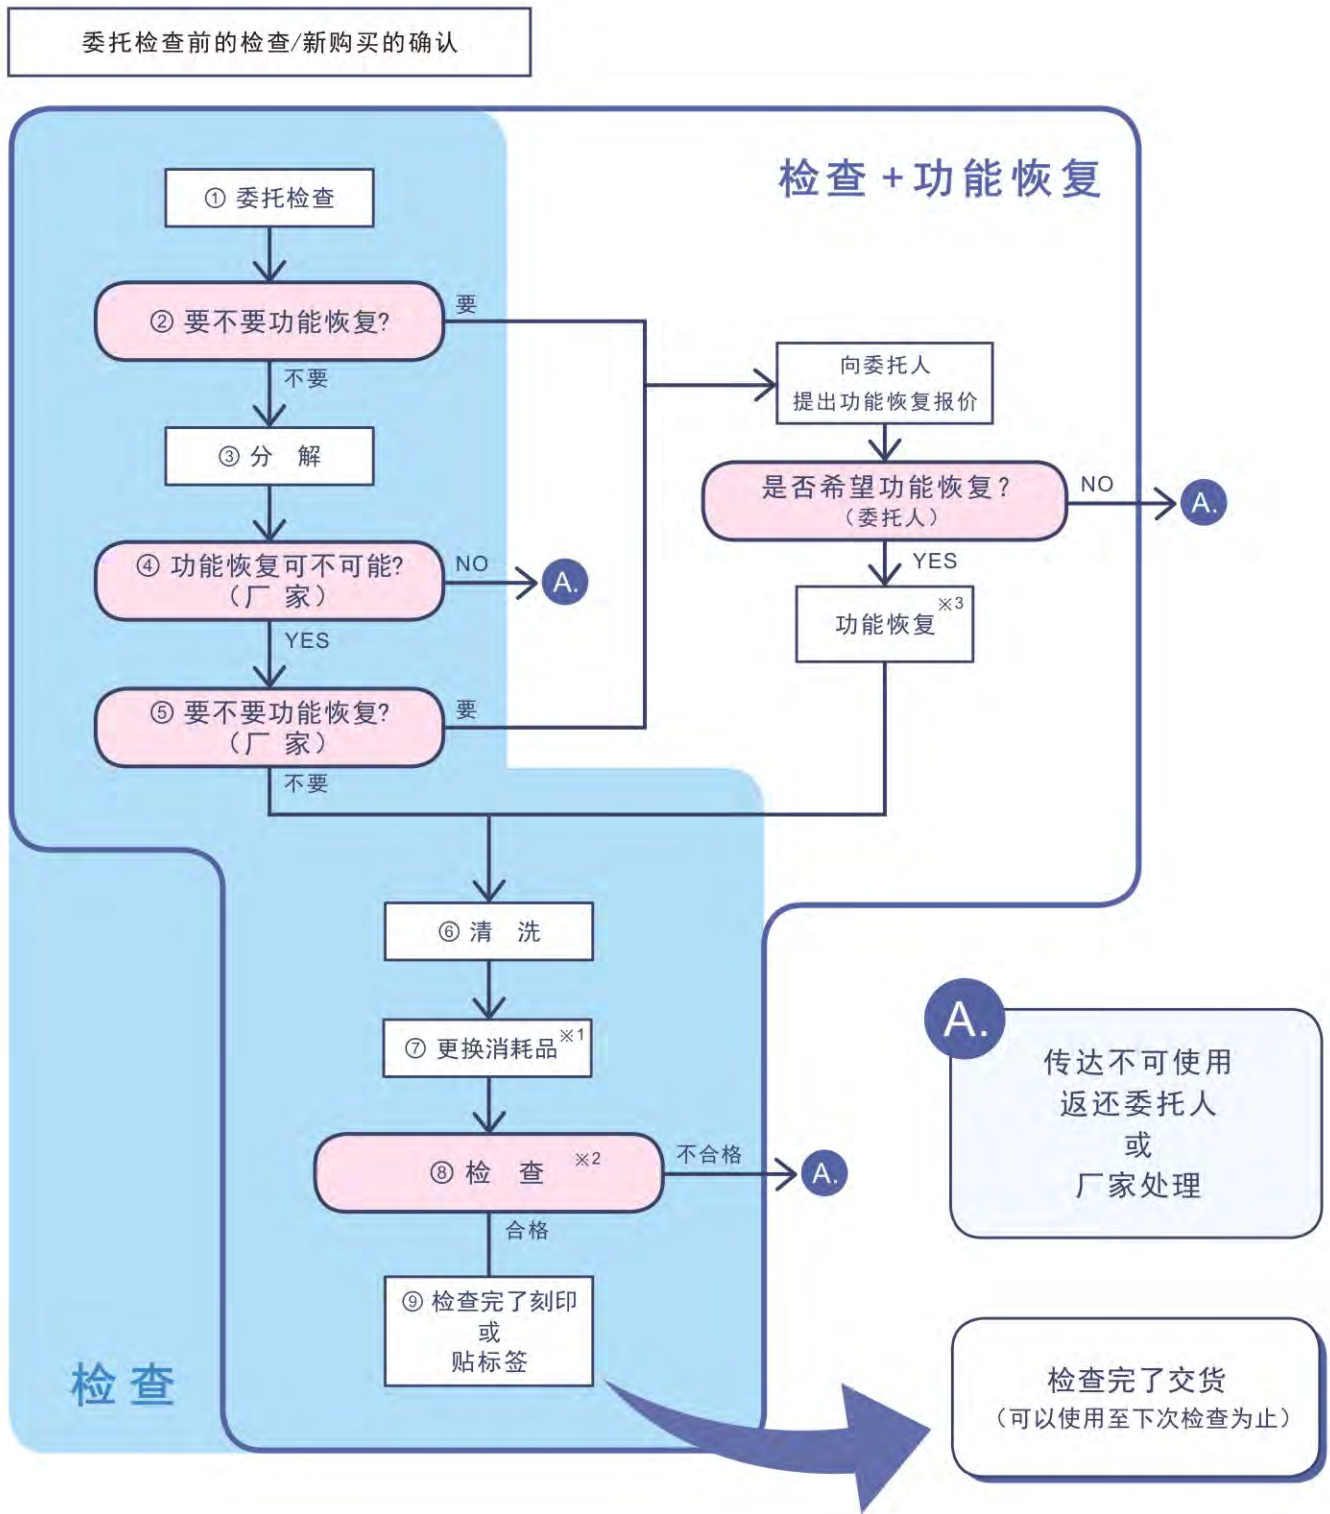 委托检查前的检查/新购买的确认
检查+功能恢复
① 委托检查
② 要不要功能恢复?
要
不要
向委托人
提出功能恢复报价
③ 分 解
是否希望功能恢复？
（委托人）
NO
A.
YES
④ 功能恢复可不可能?
（厂 家）
NO
A.
YES
功能恢复※3
⑤ 要不要功能恢复?
（厂 家）
要
不要
⑥ 清 洗
⑦ 更换消耗品※1
⑧ 检 查 ※2
不合格
A.
合格
⑨ 检查完了刻印
或
贴标签
检查
A.
传达不可使用
返还委托人
或
厂家处理
检查完了交货
（可以使用至下次检查为止）